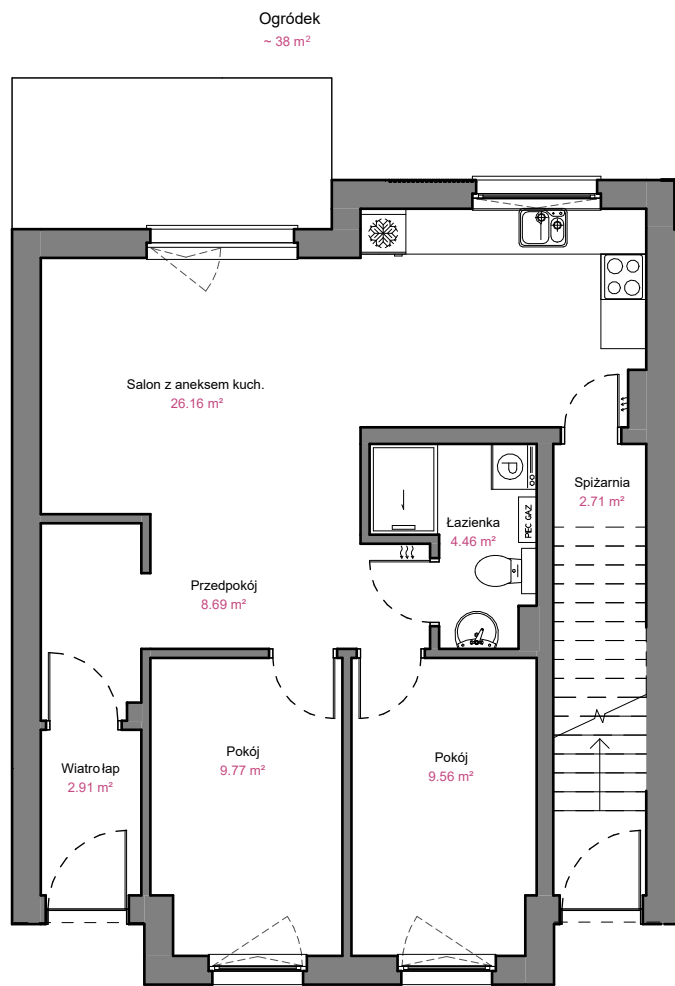 Ogródek
~ 38 m²
Salon z aneksem kuch.
26.16 m²
P
Spiżarnia
2.71 m²
PIEC GAZ
Łazienka
4.46 m²
Przedpokój
8.69 m²
Pokój
9.77 m²
Pokój
9.56 m²
Wiatrołap
2.91 m²